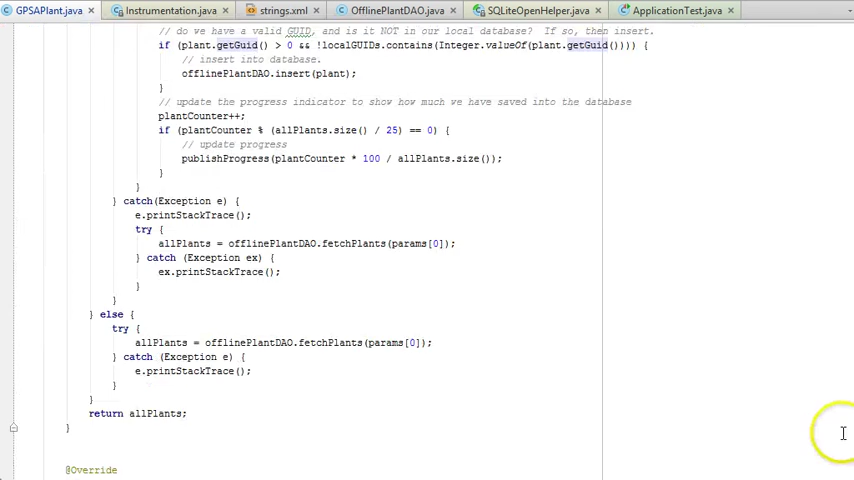 GPSAPlant.java Instrumentation.java strings.xml OfflinePlantDAO.java SQLiteOpenHelper.java ApplicationTest.java
// do we have a valid GUID, and is it NOT in our local database? If so, then insert.
if (plant.getGuid() > 0 && !localGUIDs.contains(Integer.valueOf(plant.getGuid()))) {
// insert into database.
offlinePlantDAO.insert(plant);
}
// update the progress indicator to show how much we have saved into the database
plantCounter++;
if (plantCounter % (allPlants.size() / 25) == 0) {
// update progress
publishProgress(plantCounter * 100 / allPlants.size());
}
}
} catch(Exception e) {
e.printStackTrace();
try {
allPlants = offlinePlantDAO.fetchPlants(params[0]);
} catch (Exception ex) {
ex.printStackTrace();
}
}
} else {
try {
allPlants = offlinePlantDAO.fetchPlants(params[0]);
} catch (Exception e) {
e.printStackTrace();
}
}
return allPlants;
}
@Override